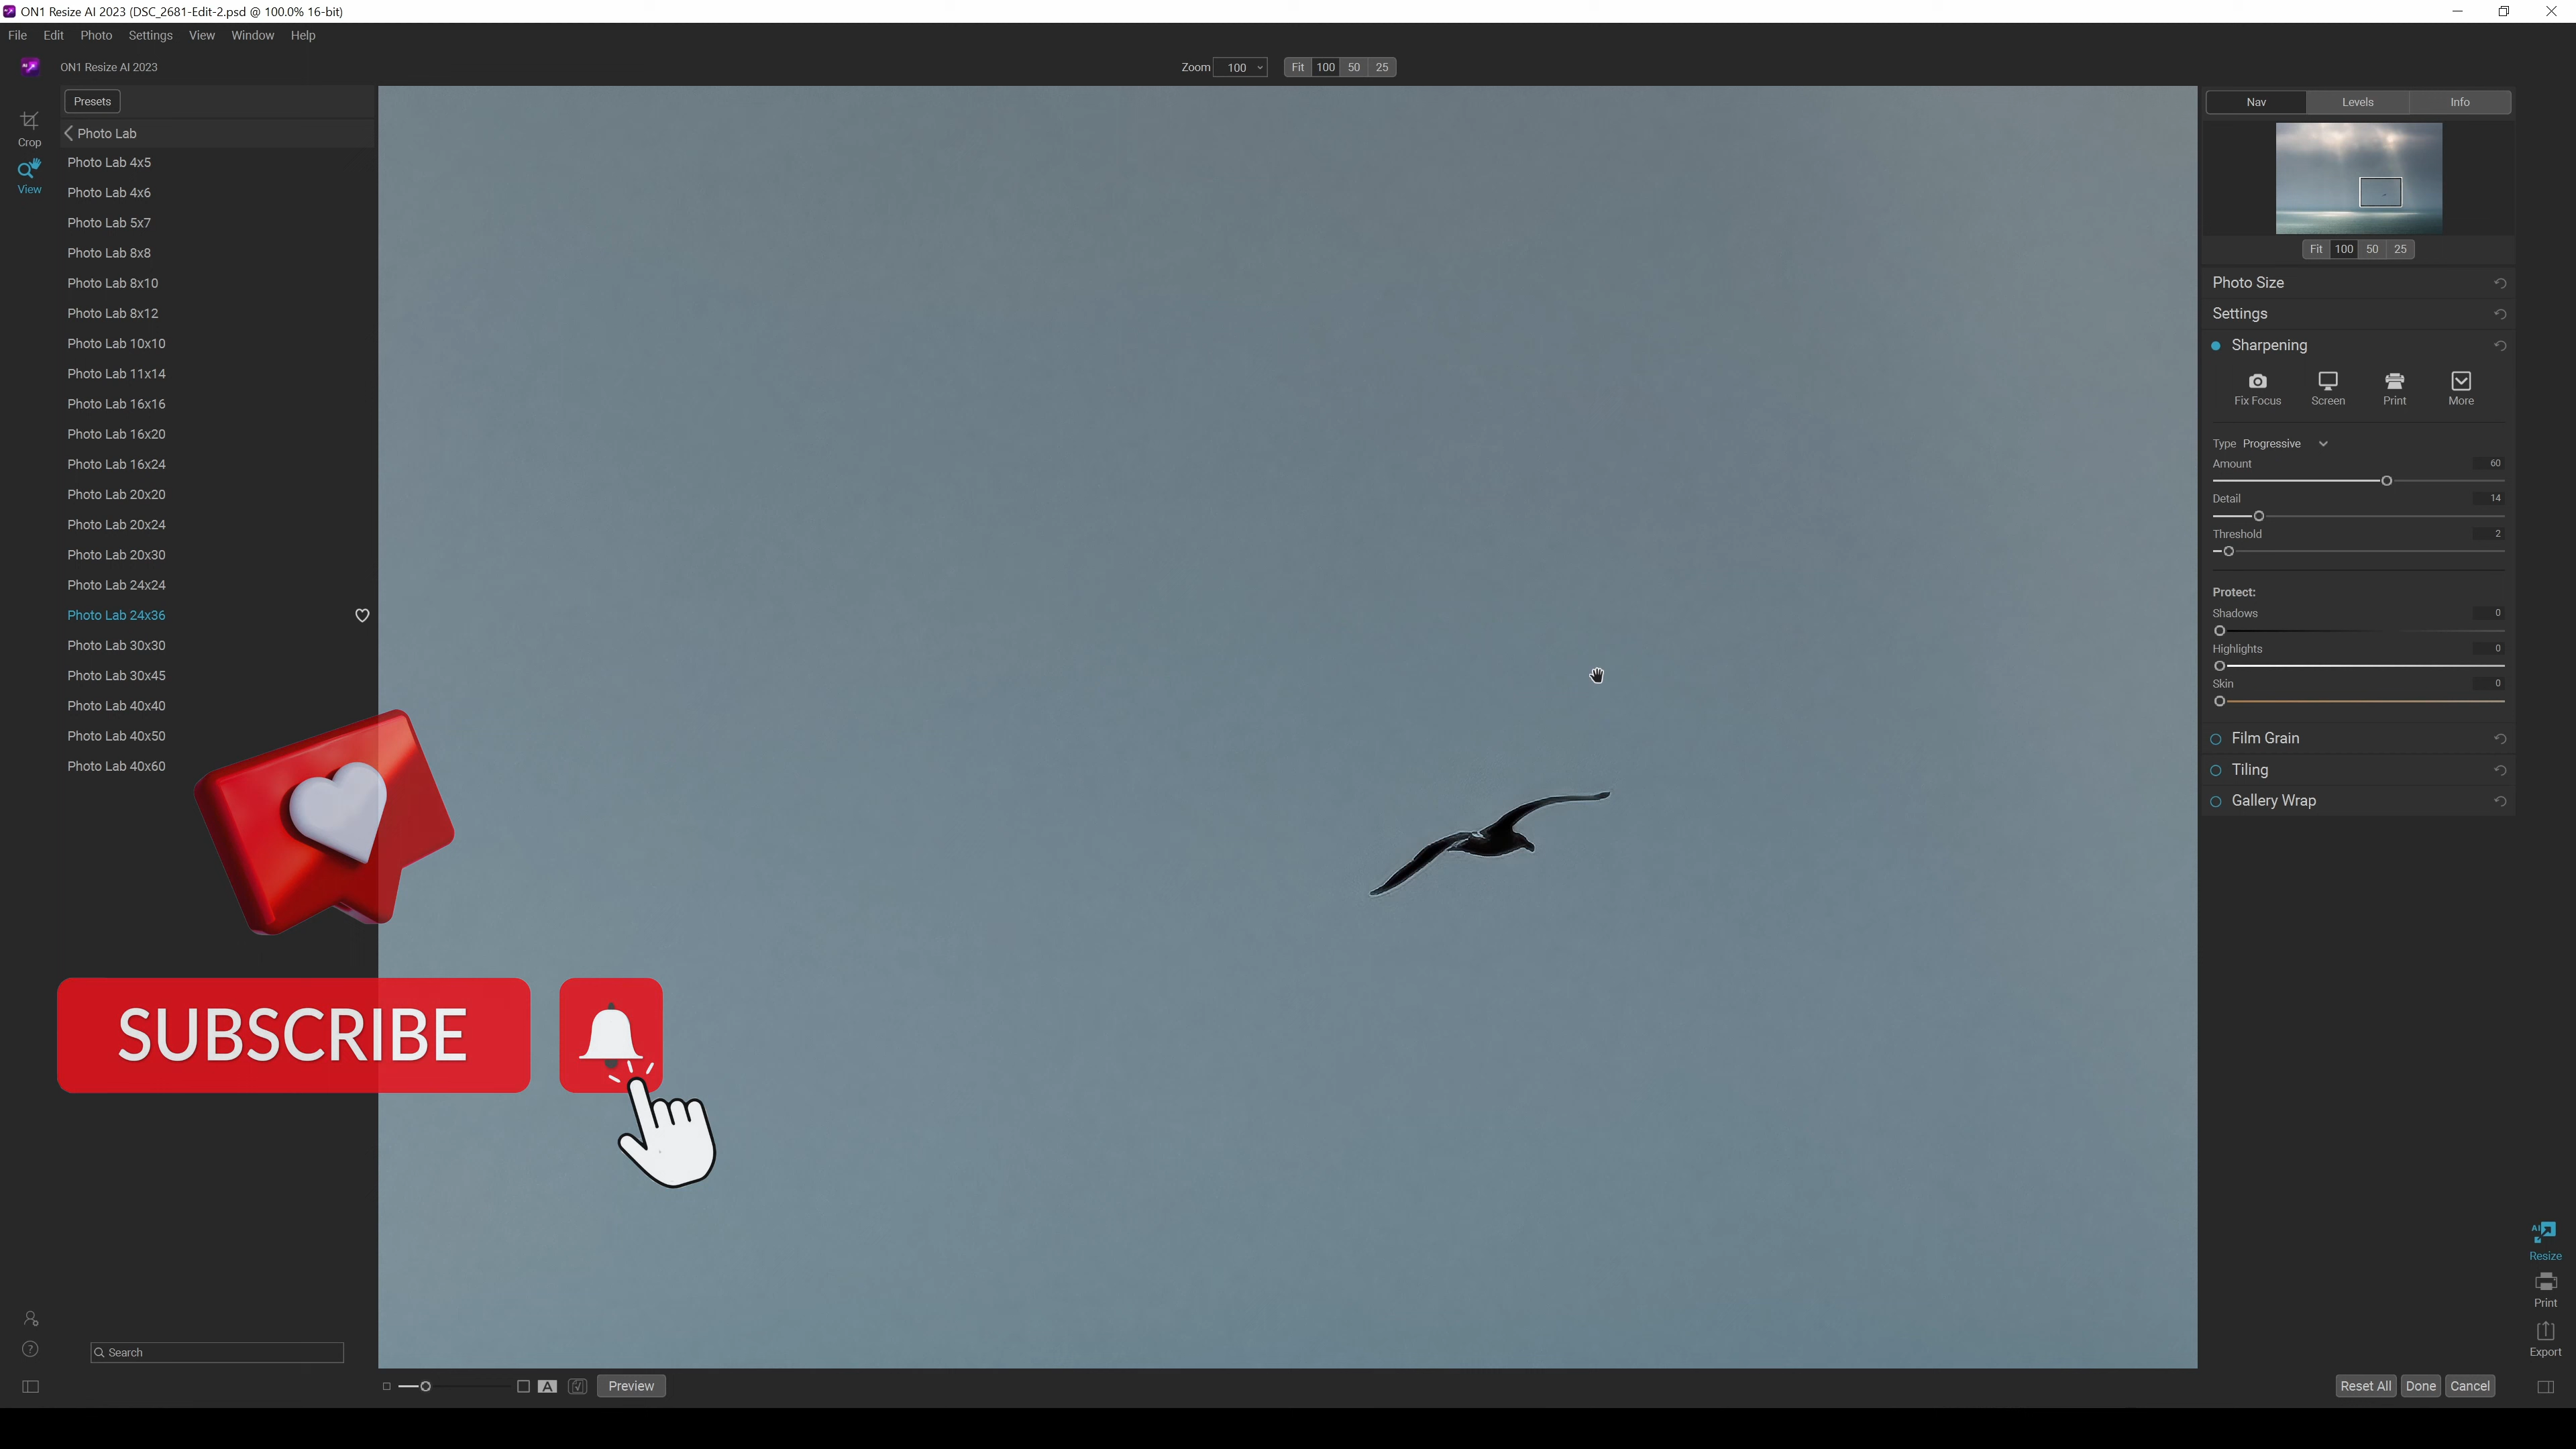 ON1 Resize AI 2023 (DSC_2681-Edit-2.psd @ 100.0% 16-bit)
File Edit Photo Settings View Window Help
ON1 Resize AI 2023
Zoom 100 Fit 100 50 25
Crop
View
Presets
Photo Lab
Photo Lab 4x5
Photo Lab 4x6
Photo Lab 5x7
Photo Lab 8x8
Photo Lab 8x10
Photo Lab 8x12
Photo Lab 10x10
Photo Lab 11x14
Photo Lab 16x16
Photo Lab 16x20
Photo Lab 16x24
Photo Lab 20x20
Photo Lab 20x24
Photo Lab 20x30
Photo Lab 24x24
Photo Lab 24x36
Photo Lab 30x30
Photo Lab 30x45
Photo Lab 40x40
Photo Lab 40x50
Photo Lab 40x60
SUBSCRIBE
Search
Nav Levels Info
Fit 100 50 25
Photo Size
Settings
Sharpening
Fix Focus Screen Print More
Type Progressive
Amount 60
Detail 14
Threshold 2
Protect:
Shadows 0
Highlights 0
Skin 0
Film Grain
Tiling
Gallery Wrap
AI
Resize
Print
Export
A Preview
Reset All Done Cancel